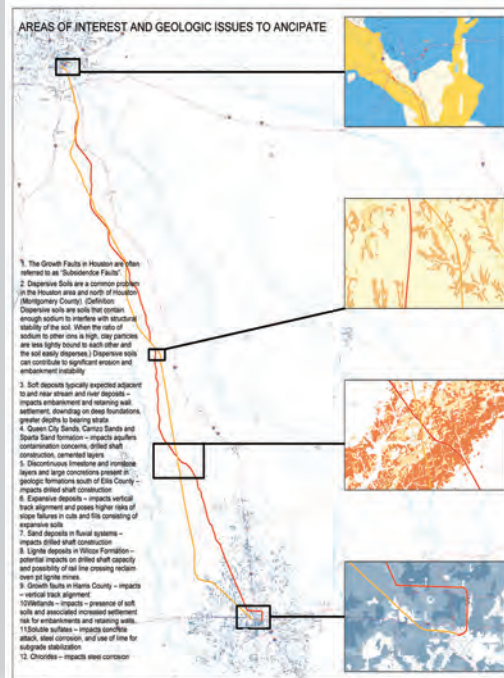 AREAS OF INTEREST AND GEOLOGIC ISSUES TO ANCIPATE
1. The Growth Faults in Houston are often
referred to as "Subsidendce Faults".
2. Dispersive Soils are a common problem
in the Houston area and north of Houston
(Montgomery County). (Definition:
Dispersive soils are soils that contain
enough sodium to interfere with structural
stability of the soil. When the ratio of
sodium to other ions is high, clay particles
are less tightly bound to each other and
the soil easily disperses.) Dispersive soils
can contribute to significant erosion and
embankment instability
3. Soft deposits typically expected adjacent
to and near stream and river deposits –
impacts embankment and retaining wall
settlement, downdrag on deep foundations,
greater depths to bearing strata
4. Queen City Sands, Carrizo Sands and
Sparta Sand formation – impacts aquifers
contamination concerns, drilled shaft
construction, cemented layers
5. Discontinuous limestone and ironstone
layers and large concretions present in
geologic formations south of Ellis County –
impacts drilled shaft construction
6. Expansive deposits – impacts vertical
track alignment and poses higher risks of
slope failures in cuts and fills consisting of
expansive soils
7. Sand deposits in fluvial systems –
impacts drilled shaft construction
8. Lignite deposits in Wilcox Formation –
potential impacts on drilled shaft capacity
and possibility of rail line crossing reclaim
oven pit lignite mines.
9. Growth faults in Harris County – impacts
– vertical track alignment
10.Wetlands – impacts – presence of soft
soils and associated increased settlement
risk for embankments and retaining walls.
11.Soluble sulfates – impacts concrete
attack, steel corrosion, and use of lime for
subgrade stabilization
12. Chlorides – impacts steel corrosion